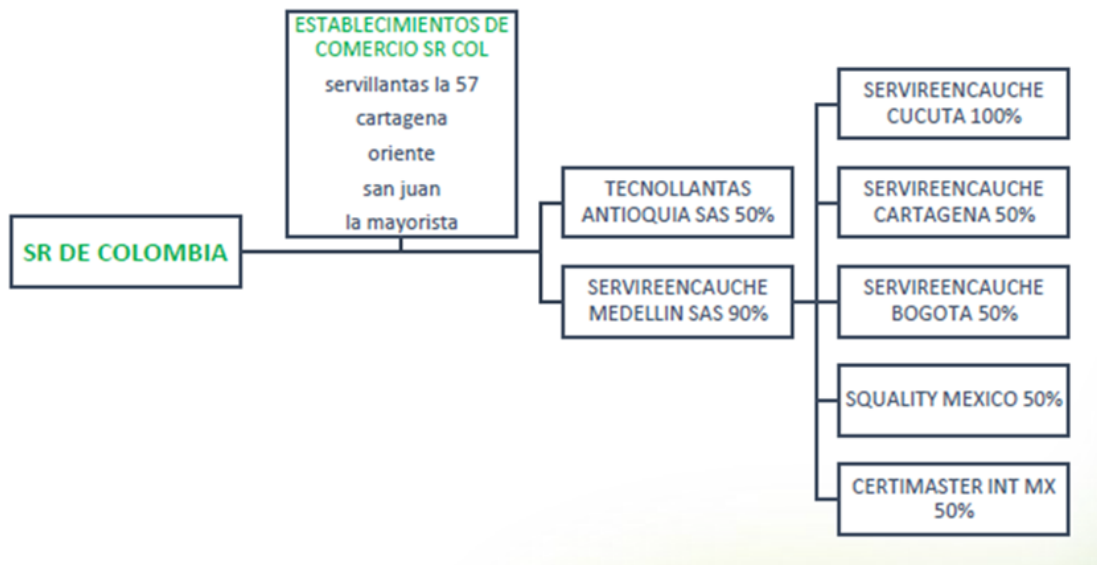 ESTABLECIMIENTOS DE
COMERCIO SR COL
servillantas la 57
cartagena
oriente
san juan
la mayorista
SR DE COLOMBIA
TECNOLLANTAS
ANTIOQUIA SAS 50%
SERVIREENCAUCHE
MEDELLIN SAS 90%
SERVIREENCAUCHE
CUCUTA 100%
SERVIREENCAUCHE
CARTAGENA 50%
SERVIREENCAUCHE
BOGOTA 50%
SQUALITY MEXICO 50%
CERTIMASTER INT MX
50%